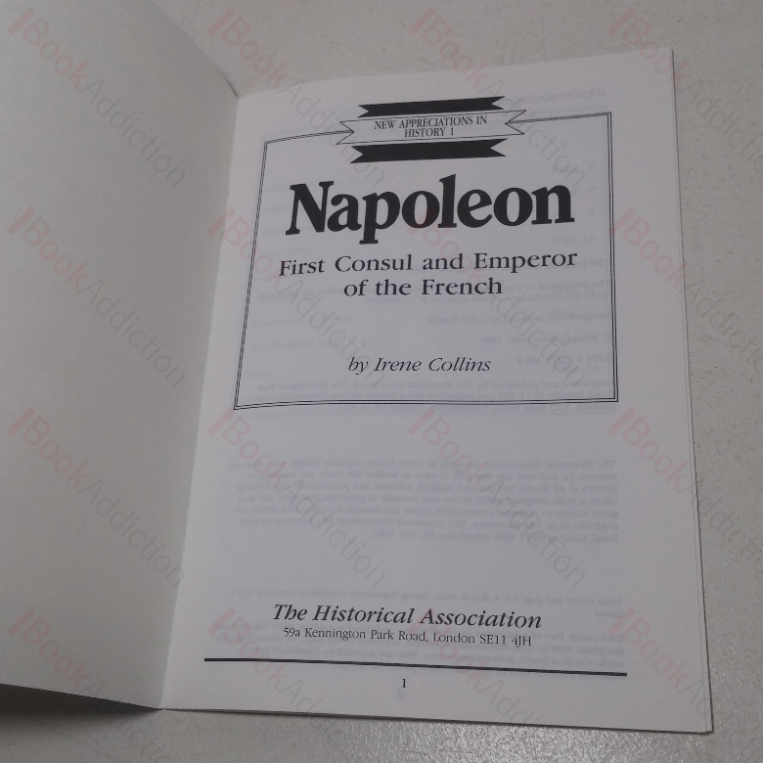 NEW APPRECIATIONS IN
HISTORY 1
Napoleon
First Consul and Emperor
of the French
by Irene Collins
The Historical Association
59a Kennington Park Road, London SE11 4JH
1
BookAddiction